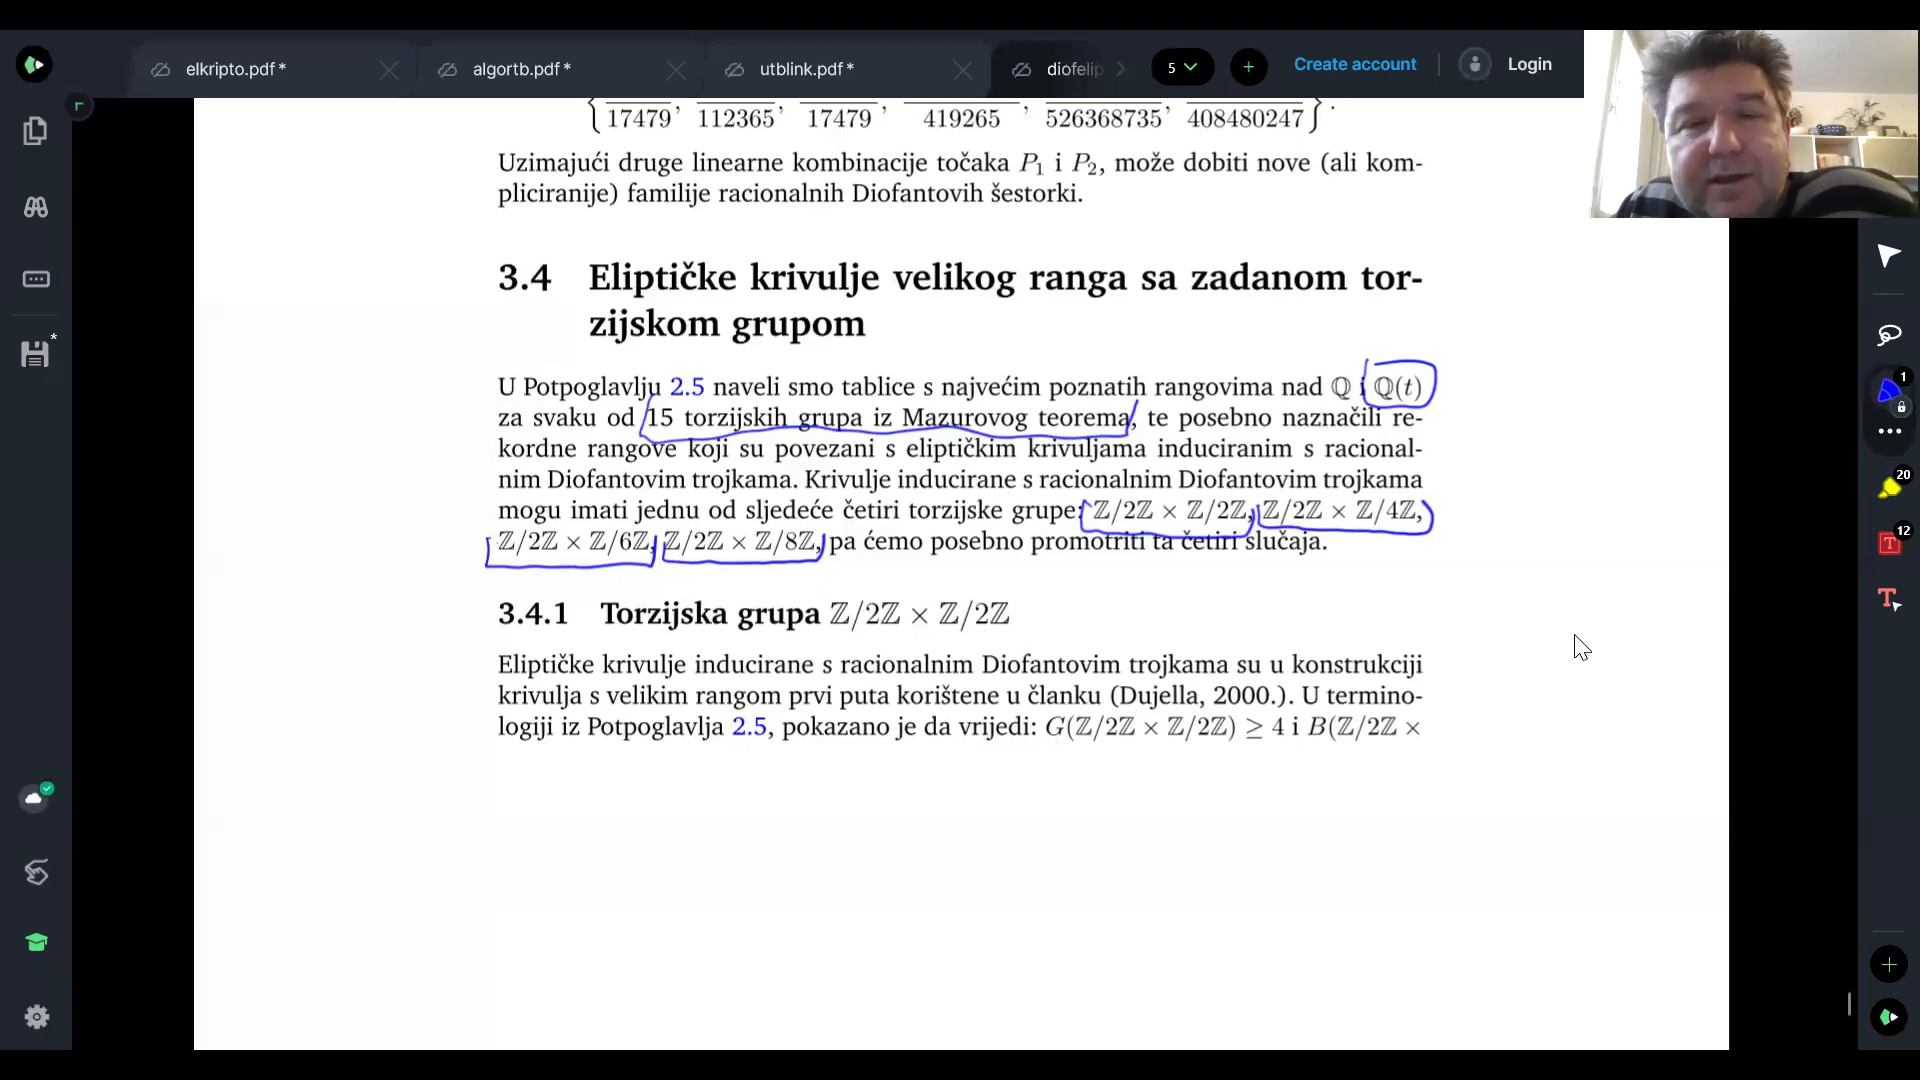 elkripto.pdf *
algortb.pdf *
utblink.pdf *
5
+
Create account
Login
17479, 112365, 17479, 419265, 526368735, 408480247 } .
Uzimajući druge linearne kombinacije točaka P₁ i P₂, može dobiti nove (ali kom-
pliciranije) familije racionalnih Diofantovih šestorki.
3.4 Eliptičke krivulje velikog ranga sa zadanom tor-
zijskom grupom
U Potpoglavlju 2.5 naveli smo tablice s najvećim poznatih rangovima nad ℚ i ℚ(t)
za svaku od 15 torzijskih grupa iz Mazurovog teorema, te posebno naznačili re-
kordne rangove koji su povezani s eliptičkim krivuljama induciranim s racional-
nim Diofantovim trojkama. Krivulje inducirane s racionalnim Diofantovim trojkama
mogu imati jednu od sljedeće četiri torzijske grupe: ℤ/2ℤ × ℤ/2ℤ, ℤ/2ℤ × ℤ/4ℤ,
ℤ/2ℤ × ℤ/6ℤ, ℤ/2ℤ × ℤ/8ℤ, pa ćemo posebno promotriti ta četiri slučaja.
3.4.1 Torzijska grupa ℤ/2ℤ × ℤ/2ℤ
Eliptičke krivulje inducirane s racionalnim Diofantovim trojkama su u konstrukciji
krivulja s velikim rangom prvi puta korištene u članku (Dujella, 2000.). U termino-
logiji iz Potpoglavlja 2.5, pokazano je da vrijedi: G(ℤ/2ℤ × ℤ/2ℤ) ≥ 4 i B(ℤ/2ℤ ×
1
20
12